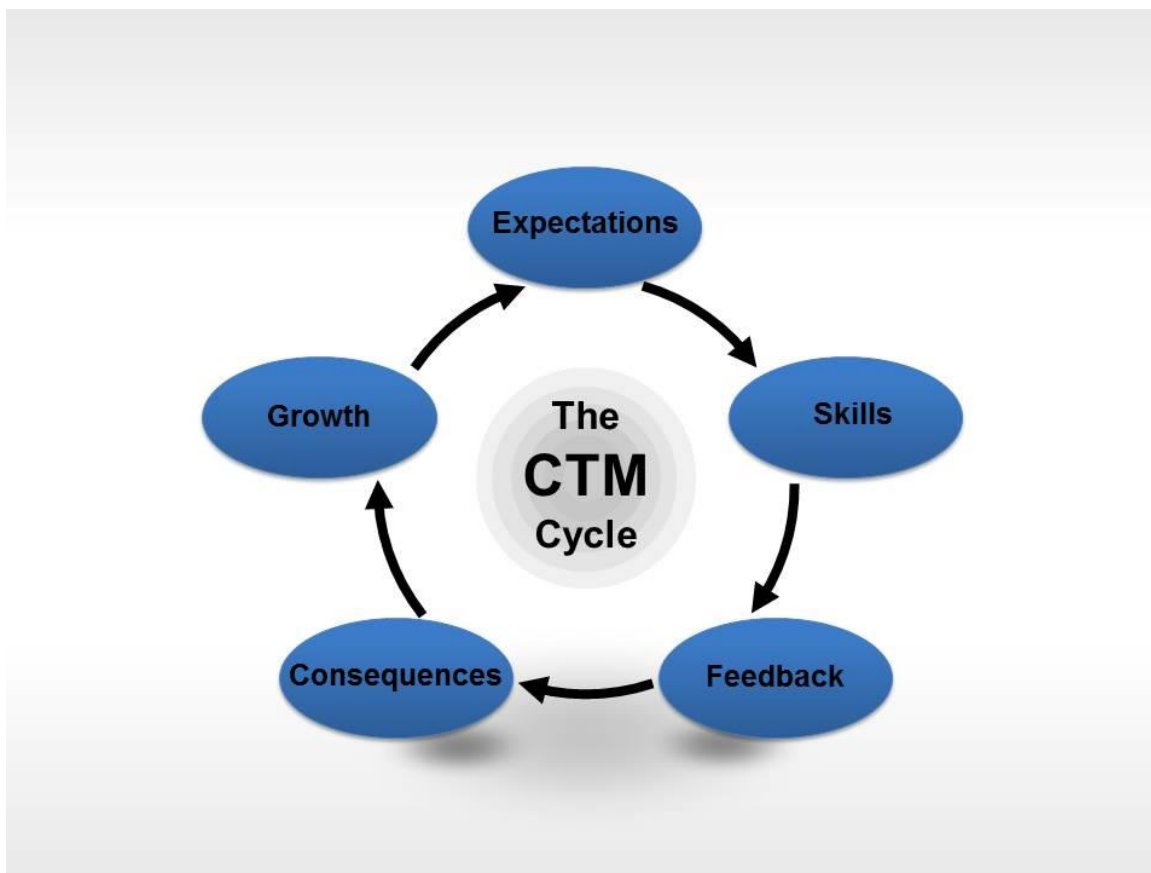 Expectations
Skills
Feedback
Consequences
Growth
The
CTM
Cycle